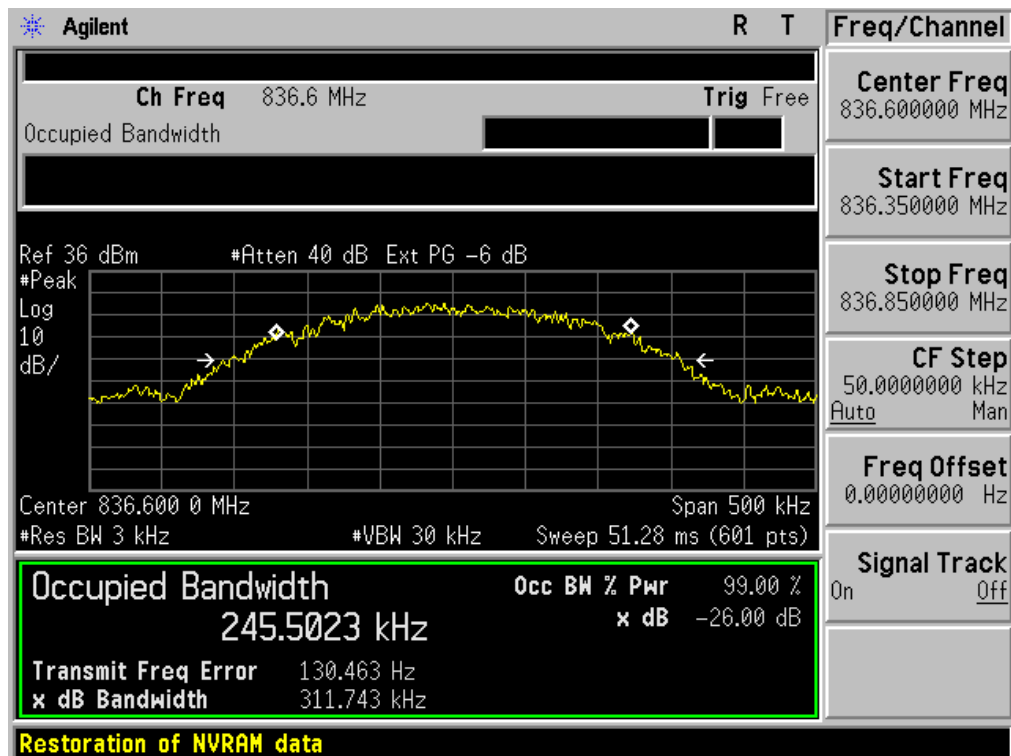 Agilent R T
Freq/Channel
Ch Freq 836.6 MHz Trig Free
Occupied Bandwidth
Center Freq
836.600000 MHz
Start Freq
836.350000 MHz
Stop Freq
836.850000 MHz
CF Step
50.0000000 kHz
Auto Man
Freq Offset
0.00000000 Hz
Signal Track
On Off
Ref 36 dBm #Atten 40 dB Ext PG -6 dB
#Peak
Log
10
dB/
Center 836.600 0 MHz Span 500 kHz
#Res BW 3 kHz #VBW 30 kHz Sweep 51.28 ms (601 pts)
Occupied Bandwidth Occ BW % Pwr 99.00 %
245.5023 kHz x dB -26.00 dB
Transmit Freq Error 130.463 Hz
x dB Bandwidth 311.743 kHz
Restoration of NVRAM data